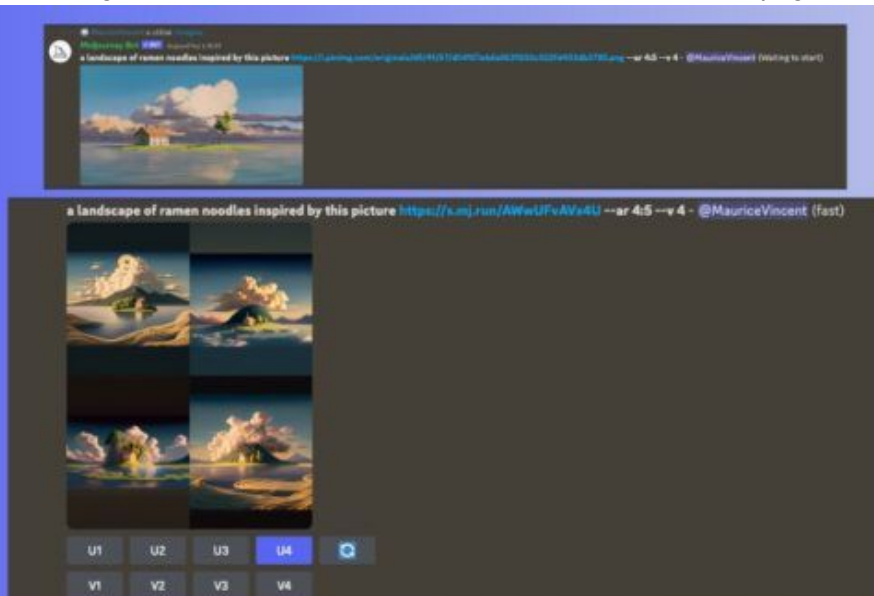 Midjourney Bot
a landscape of ramen noodles inspired by this picture --ar 4:5 --v 4 - @MauriceVincent (Waiting to start)
a landscape of ramen noodles inspired by this picture https://s.mj.run/AWwUFvAVx4U --ar 4:5 --v 4 - @MauriceVincent (fast)
U1 U2 U3 U4
V1 V2 V3 V4